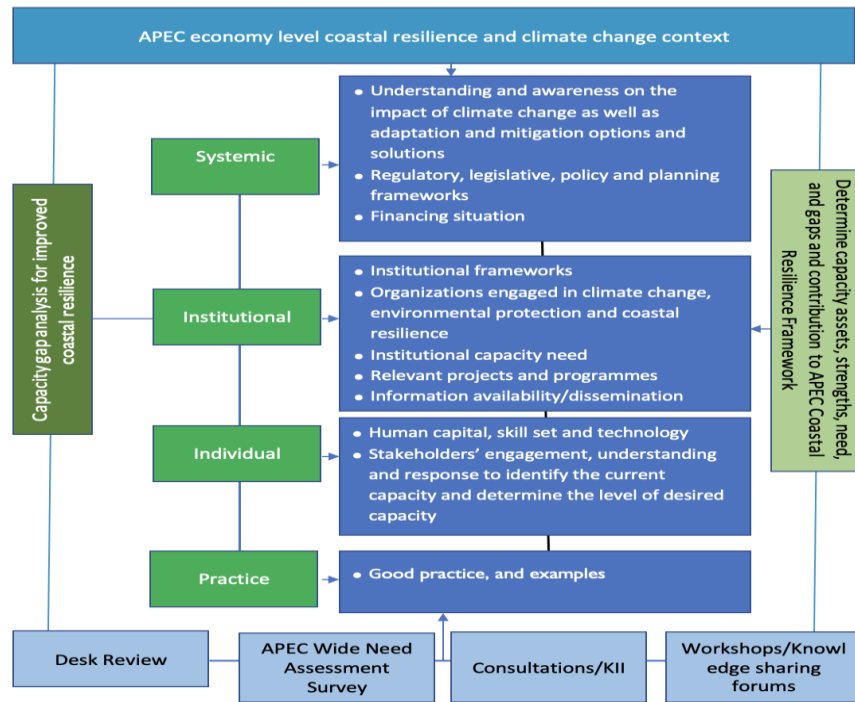 APEC economy level coastal resilience and climate change context
Capacity gap analysis for improved
coastal resilience
Systemic
• Understanding and awareness on the
impact of climate change as well as
adaptation and mitigation options and
solutions
• Regulatory, legislative, policy and planning
frameworks
• Financing situation
Institutional
• Institutional frameworks
• Organizations engaged in climate change,
environmental protection and coastal
resilience
• Institutional capacity need
• Relevant projects and programmes
• Information availability/dissemination
Individual
• Human capital, skill set and technology
• Stakeholders' engagement, understanding
and response to identify the current
capacity and determine the level of desired
capacity
Practice
• Good practice, and examples
Determine capacity assets, strengths, need,
and gaps and contribution to APEC Coastal
Resilience Framework
Desk Review
APEC Wide Need
Assessment
Survey
Consultations/KII
Workshops/Knowl
edge sharing
forums